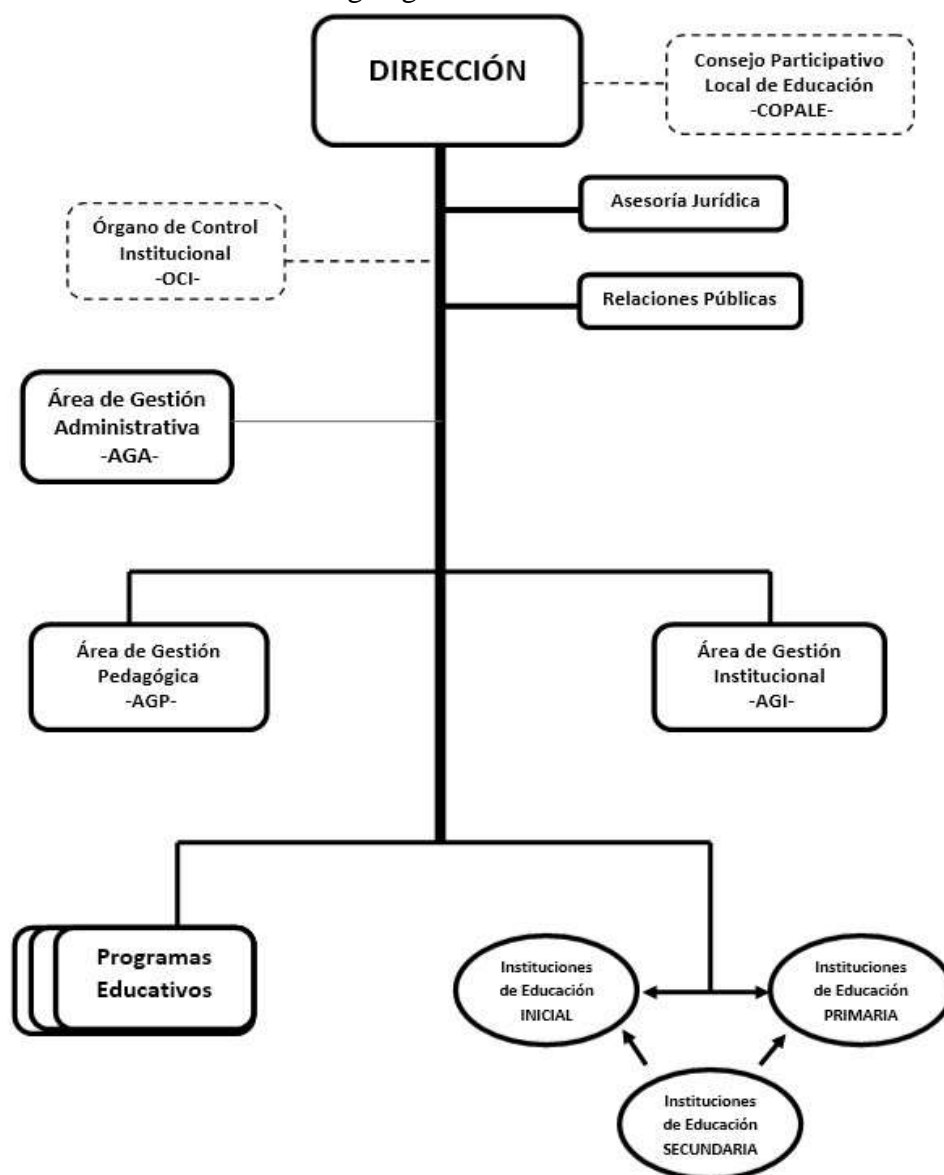 DIRECCIÓN
Consejo Participativo
Local de Educación
-COPALE-
Asesoría Jurídica
Órgano de Control
Institucional
-OCI-
Relaciones Públicas
Área de Gestión
Administrativa
-AGA-
Área de Gestión
Pedagógica
-AGP-
Área de Gestión
Institucional
-AGI-
Programas
Educativos
Instituciones
de Educación
INICIAL
Instituciones
de Educación
PRIMARIA
Instituciones
de Educación
SECUNDARIA